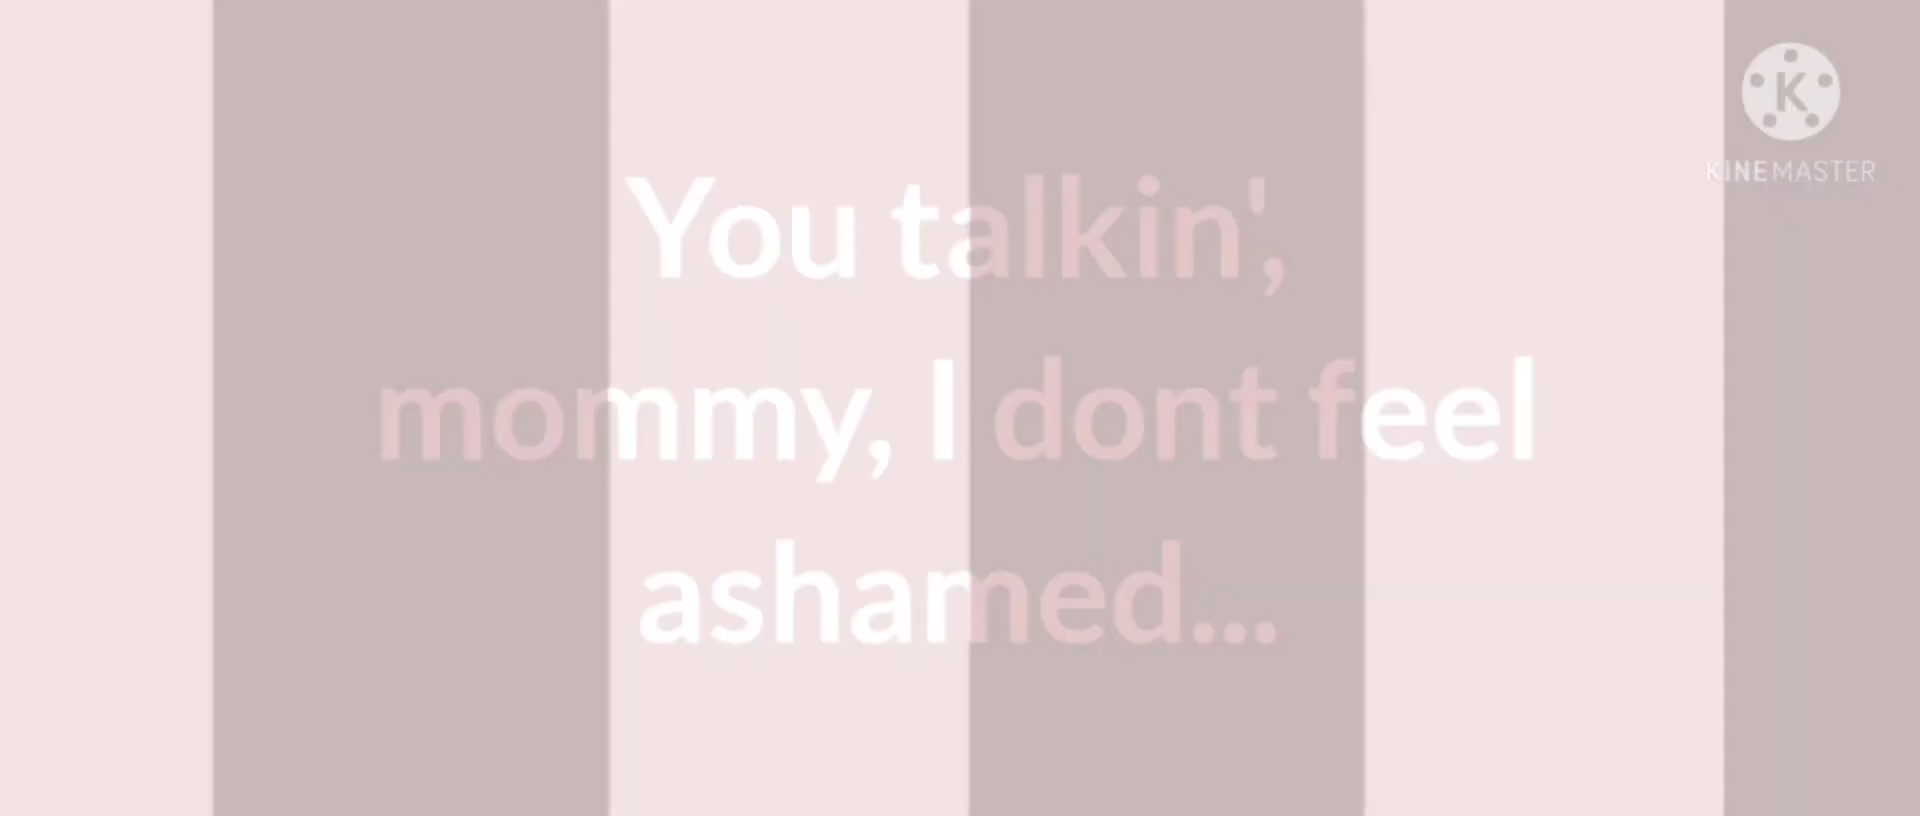 K
KINEMASTER
You talkin',
mommy, I dont feel
ashamed...